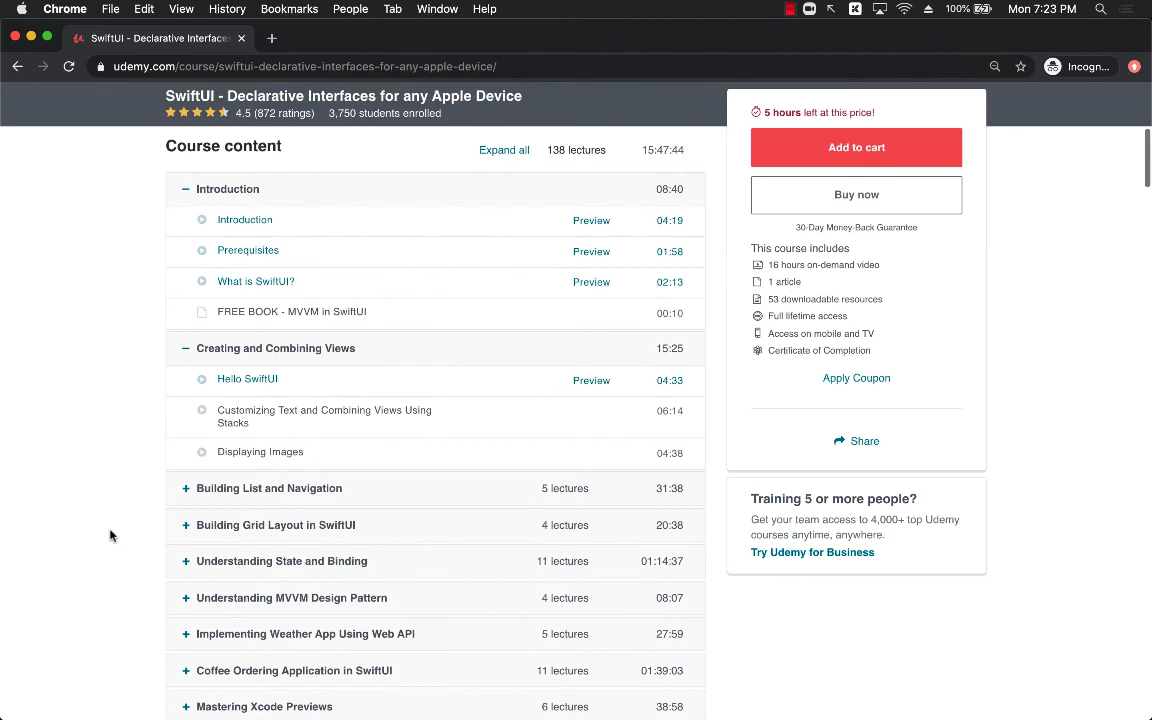 Chrome File Edit View History Bookmarks People Tab Window Help 100% Mon 7:23 PM
SwiftUI - Declarative Interfaces
udemy.com/course/swiftui-declarative-interfaces-for-any-apple-device/ Incogn...
SwiftUI - Declarative Interfaces for any Apple Device
4.5 (872 ratings) 3,750 students enrolled
Course content Expand all 138 lectures 15:47:44
Introduction 08:40
Introduction Preview 04:19
Prerequisites Preview 01:58
What is SwiftUI? Preview 02:13
FREE BOOK - MVVM in SwiftUI 00:10
Creating and Combining Views 15:25
Hello SwiftUI Preview 04:33
Customizing Text and Combining Views Using
Stacks
06:14
Displaying Images 04:38
Building List and Navigation 5 lectures 31:38
Building Grid Layout in SwiftUI 4 lectures 20:38
Understanding State and Binding 11 lectures 01:14:37
Understanding MVVM Design Pattern 4 lectures 08:07
Implementing Weather App Using Web API 5 lectures 27:59
Coffee Ordering Application in SwiftUI 11 lectures 01:39:03
Mastering Xcode Previews 6 lectures 38:58
5 hours left at this price!
Add to cart
Buy now
30-Day Money-Back Guarantee
This course includes
16 hours on-demand video
1 article
53 downloadable resources
Full lifetime access
Access on mobile and TV
Certificate of Completion
Apply Coupon
Share
Training 5 or more people?
Get your team access to 4,000+ top Udemy
courses anytime, anywhere.
Try Udemy for Business